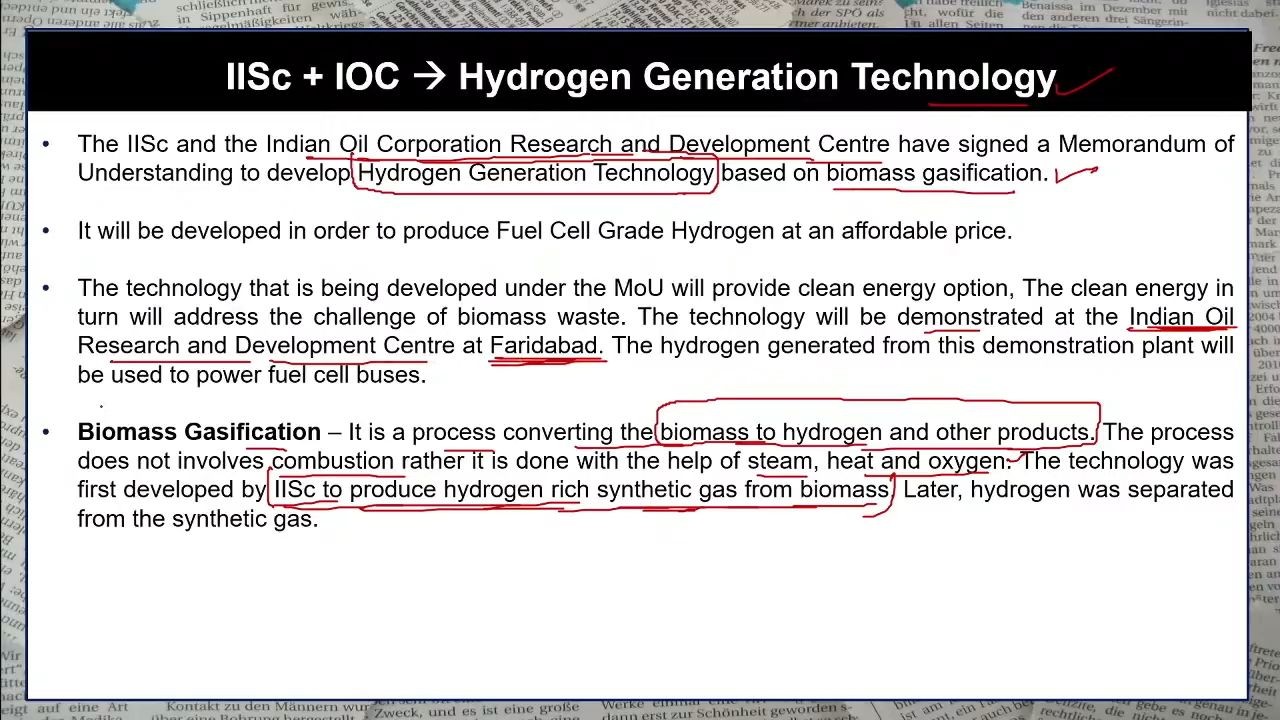 IISc + IOC → Hydrogen Generation Technology
• The IISc and the Indian Oil Corporation Research and Development Centre have signed a Memorandum of
Understanding to develop Hydrogen Generation Technology based on biomass gasification.
• It will be developed in order to produce Fuel Cell Grade Hydrogen at an affordable price.
• The technology that is being developed under the MoU will provide clean energy option, The clean energy in
turn will address the challenge of biomass waste. The technology will be demonstrated at the Indian Oil
Research and Development Centre at Faridabad. The hydrogen generated from this demonstration plant will
be used to power fuel cell buses.
• Biomass Gasification – It is a process converting the biomass to hydrogen and other products. The process
does not involves combustion rather it is done with the help of steam, heat and oxygen. The technology was
first developed by IISc to produce hydrogen rich synthetic gas from biomass. Later, hydrogen was separated
from the synthetic gas.